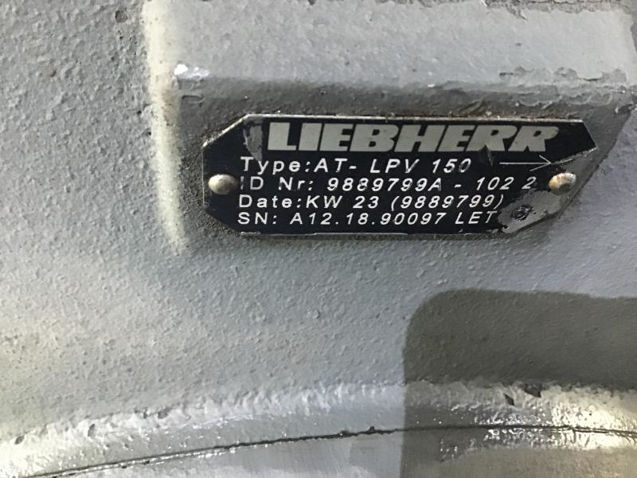 LIEBHERR
Type:AT- LPV 150
ID Nr: 9889799A - 102 2
Date:KW 23 (9889799)
SN: A12.18.90097 LET